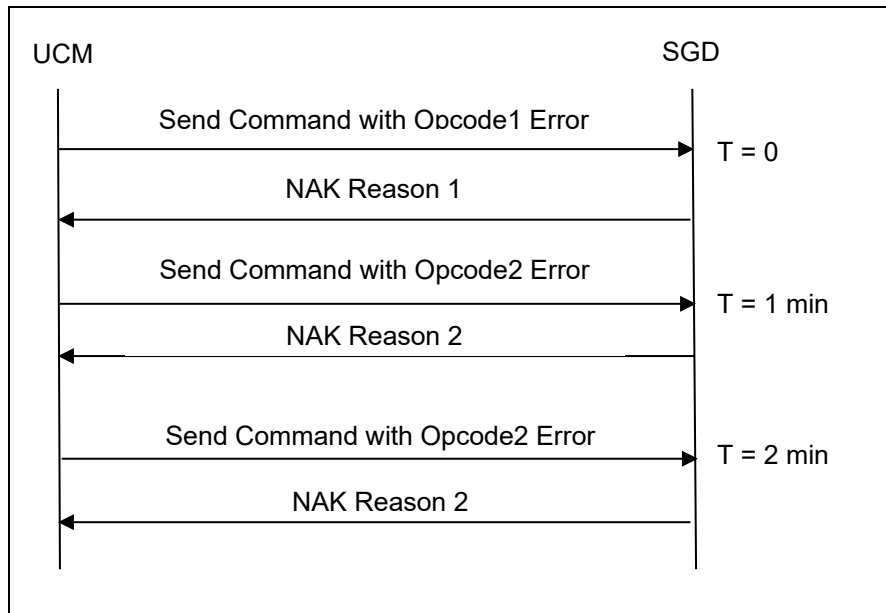 UCM
SGD
Send Command with Opcode1 Error
T = 0
NAK Reason 1
Send Command with Opcode2 Error
T = 1 min
NAK Reason 2
Send Command with Opcode2 Error
T = 2 min
NAK Reason 2